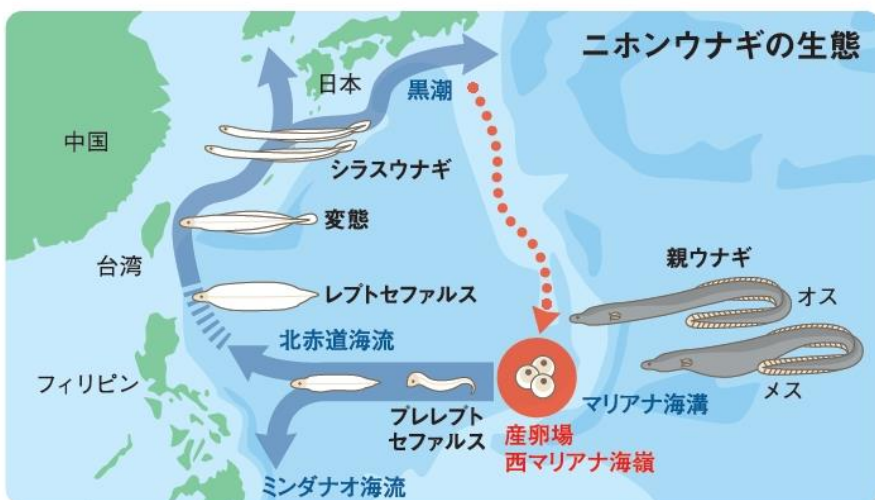 ニホンウナギの生態
日本
黒潮
中国
シラスウナギ
変態
台湾
親ウナギ
オス
レプトセファルス
北赤道海流
フィリピン
メス
マリアナ海溝
プレレプト
セファルス
産卵場
西マリアナ海嶺
ミンダナオ海流